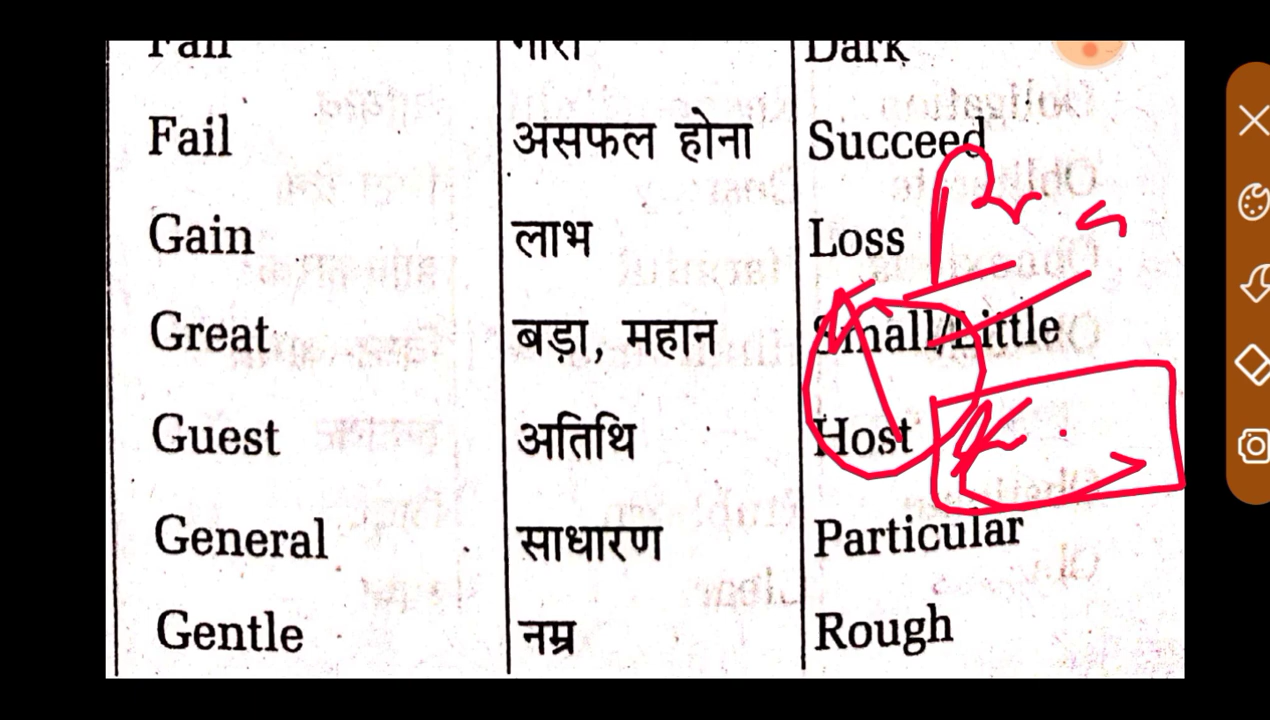 Fail असफल होना Succeed
Gain लाभ Loss
Great बड़ा, महान Small/Little
Guest अतिथि Host
General साधारण Particular
Gentle नम्र Rough